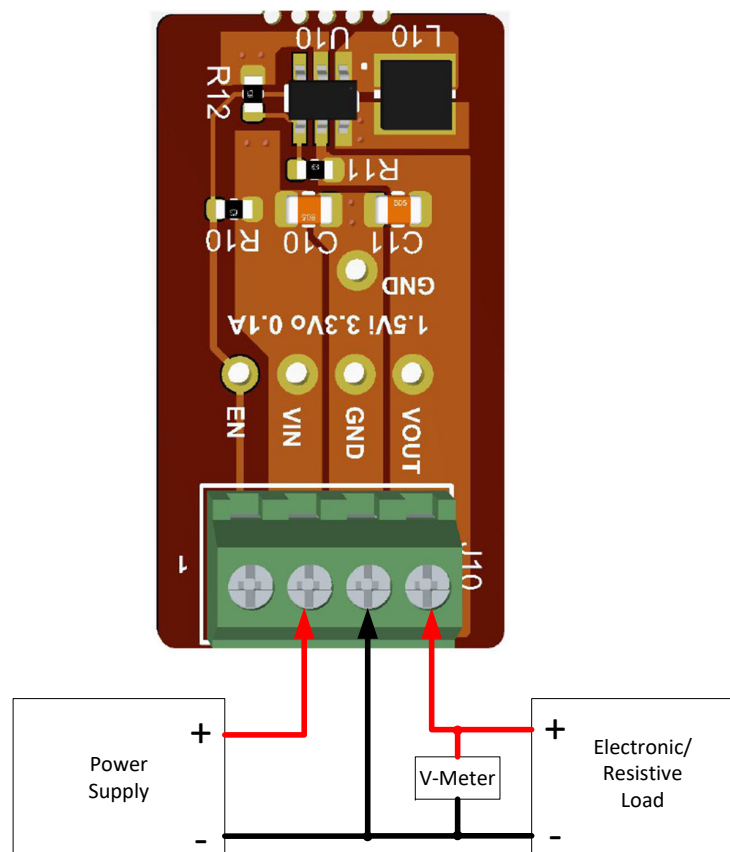 U10
L10
R12
R11
R10
C10
C11
GND
1.5Vi 3.3Vo 0.1A
EN
VIN
GND
VOUT
1
J10
+
+
Power
Supply
V-Meter
Electronic/
Resistive
Load
-
-